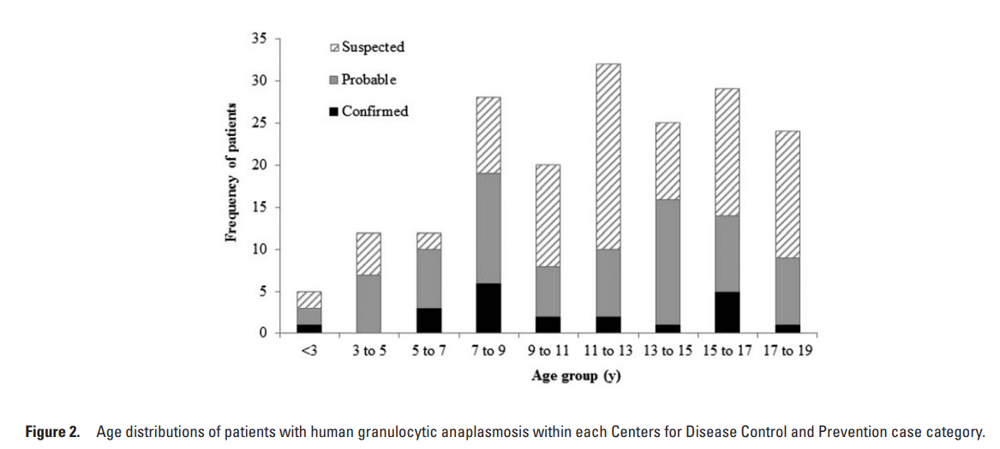 35
30
25
20
15
10
5
0
Frequency of patients
Suspected
Probable
Confirmed
<3 3 to 5 5 to 7 7 to 9 9 to 11 11 to 13 13 to 15 15 to 17 17 to 19
Age group (y)
Figure 2. Age distributions of patients with human granulocytic anaplasmosis within each Centers for Disease Control and Prevention case category.